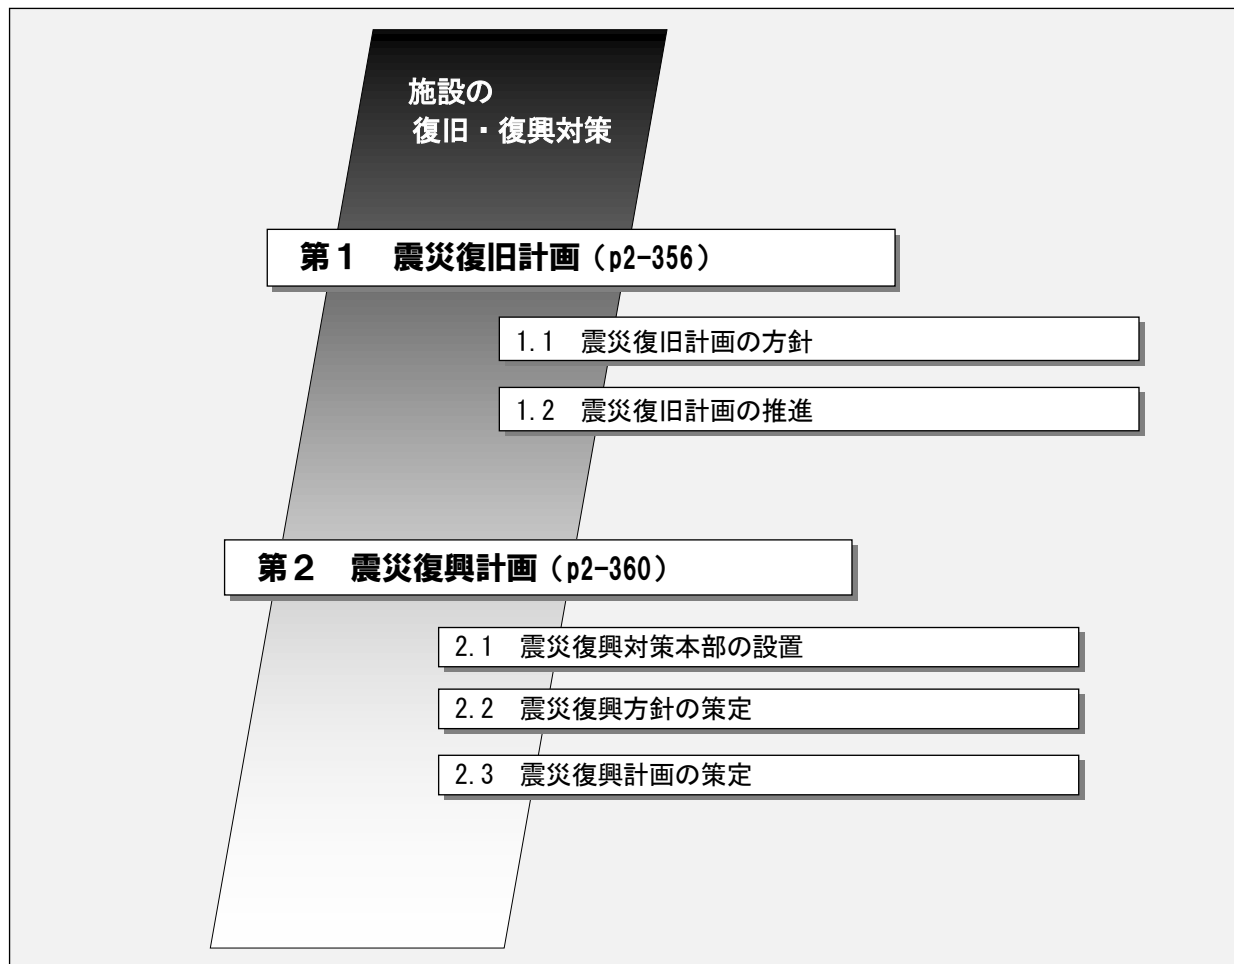 施設の
復旧・復興対策
第１　震災復旧計画（p2-356）
1.1　震災復旧計画の方針
1.2　震災復旧計画の推進
第２　震災復興計画（p2-360）
2.1　震災復興対策本部の設置
2.2　震災復興方針の策定
2.3　震災復興計画の策定